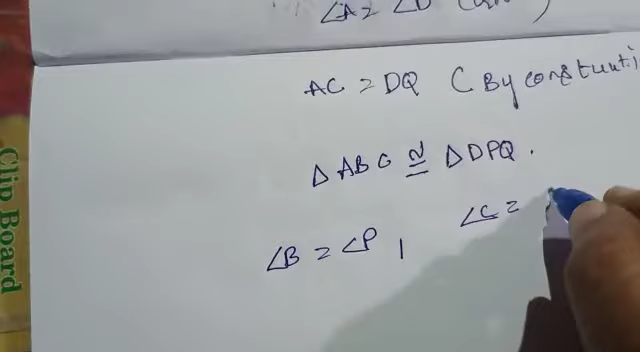 ∠A = ∠D
AC = DQ (By constructi
Δ ABC ≅ Δ DPQ.
∠B = ∠P, ∠C =
Clip Board